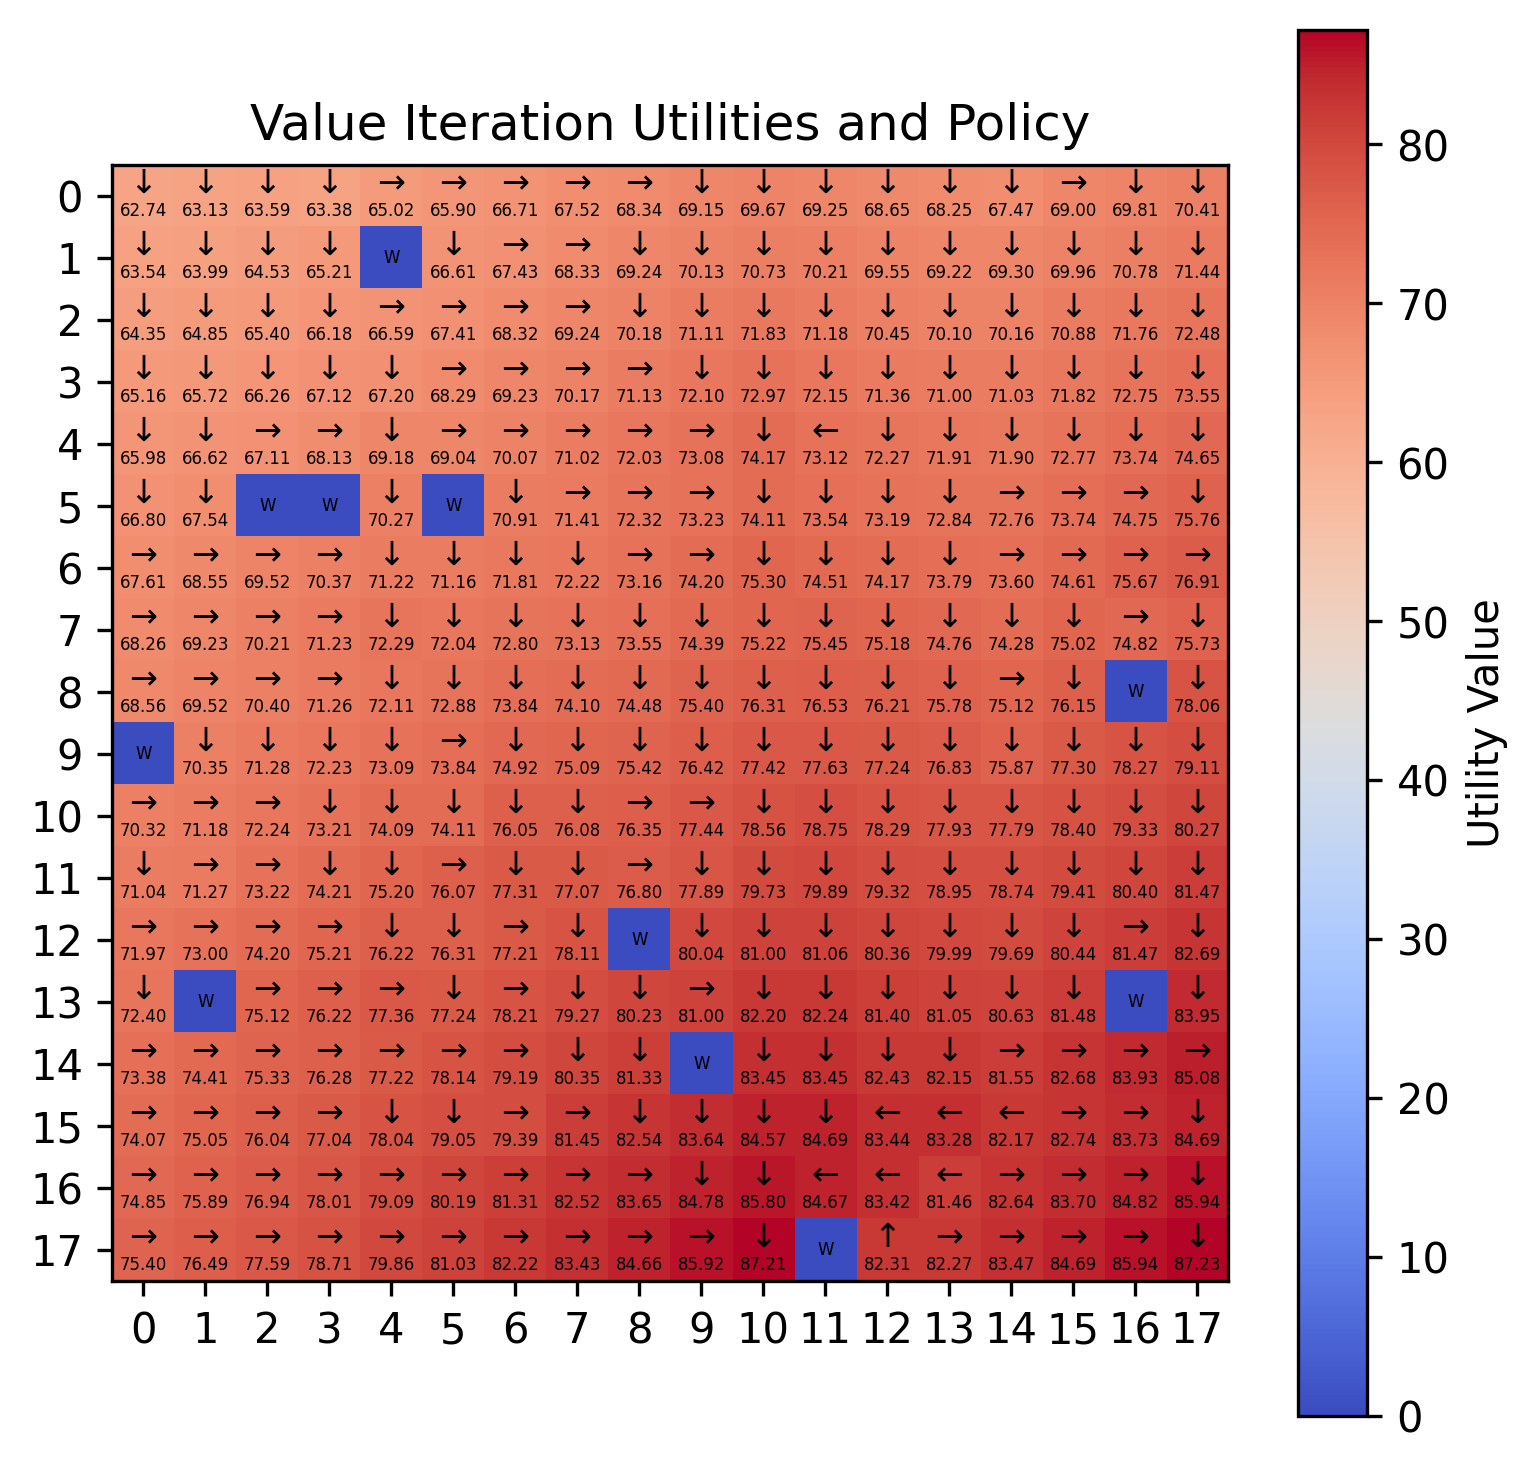 Value Iteration Utilities and Policy
0 ↓ ↓ ↓ ↓ → → → → → ↓ ↓ ↓ ↓ ↓ ↓ → ↓ ↓
62.74 63.13 63.59 63.38 65.02 65.90 66.71 67.52 68.34 69.15 69.67 69.25 68.65 68.25 67.47 69.00 69.81 70.41
1 ↓ ↓ ↓ ↓ W ↓ → → ↓ ↓ ↓ ↓ ↓ ↓ ↓ ↓ ↓ ↓
63.54 63.99 64.53 65.21 66.61 67.43 68.33 69.24 70.13 70.73 70.21 69.55 69.22 69.30 69.96 70.78 71.44
2 ↓ ↓ ↓ ↓ → → → → ↓ ↓ ↓ ↓ ↓ ↓ ↓ ↓ ↓ ↓
64.35 64.85 65.40 66.18 66.59 67.41 68.32 69.24 70.18 71.11 71.83 71.18 70.45 70.10 70.16 70.88 71.76 72.48
3 ↓ ↓ ↓ ↓ ↓ → → → → ↓ ↓ ↓ ↓ ↓ ↓ ↓ ↓ ↓
65.16 65.72 66.26 67.12 67.20 68.29 69.23 70.17 71.13 72.10 72.97 72.15 71.36 71.00 71.03 71.82 72.75 73.55
4 ↓ ↓ → → ↓ → → → → → ↓ ← ↓ ↓ ↓ ↓ ↓ ↓
65.98 66.62 67.11 68.13 69.18 69.04 70.07 71.02 72.03 73.08 74.17 73.12 72.27 71.91 71.90 72.77 73.74 74.65
5 ↓ ↓ W W ↓ W ↓ → → → ↓ ↓ ↓ ↓ → → → ↓
66.80 67.54 70.27 70.91 71.41 72.32 73.23 74.11 73.54 73.19 72.84 72.76 73.74 74.75 75.76
6 → → → → ↓ ↓ ↓ ↓ → → ↓ ↓ ↓ ↓ → → → →
67.61 68.55 69.52 70.37 71.22 71.16 71.81 72.22 73.16 74.20 75.30 74.51 74.17 73.79 73.60 74.61 75.67 76.91
7 → → → → ↓ ↓ ↓ ↓ ↓ ↓ ↓ ↓ ↓ ↓ ↓ ↓ → ↓
68.26 69.23 70.21 71.23 72.29 72.04 72.80 73.13 73.55 74.39 75.22 75.45 75.18 74.76 74.28 75.02 74.82 75.73
8 → → → → ↓ ↓ ↓ ↓ ↓ ↓ ↓ ↓ ↓ ↓ → ↓ W ↓
68.56 69.52 70.40 71.26 72.11 72.88 73.84 74.10 74.48 75.40 76.31 76.53 76.21 75.78 75.12 76.15 78.06
9 W ↓ ↓ ↓ ↓ → ↓ ↓ ↓ ↓ ↓ ↓ ↓ ↓ ↓ ↓ ↓ ↓
70.35 71.28 72.23 73.09 73.84 74.92 75.09 75.42 76.42 77.42 77.63 77.24 76.83 75.87 77.30 78.27 79.11
10 → → → ↓ ↓ ↓ ↓ ↓ → → ↓ ↓ ↓ ↓ ↓ ↓ ↓ ↓
70.32 71.18 72.24 73.21 74.09 74.11 76.05 76.08 76.35 77.44 78.56 78.75 78.29 77.93 77.79 78.40 79.33 80.27
11 ↓ → → ↓ ↓ → ↓ ↓ → ↓ ↓ ↓ ↓ ↓ ↓ ↓ ↓ ↓
71.04 71.27 73.22 74.21 75.20 76.07 77.31 77.07 76.80 77.89 79.73 79.89 79.32 78.95 78.74 79.41 80.40 81.47
12 → → → → ↓ ↓ → ↓ W ↓ ↓ ↓ ↓ ↓ ↓ ↓ → ↓
71.97 73.00 74.20 75.21 76.22 76.31 77.21 78.11 80.04 81.00 81.06 80.36 79.99 79.69 80.44 81.47 82.69
13 ↓ W → → → ↓ → ↓ ↓ → ↓ ↓ ↓ ↓ ↓ ↓ W ↓
72.40 75.12 76.22 77.36 77.24 78.21 79.27 80.23 81.00 82.20 82.24 81.40 81.05 80.63 81.48 83.95
14 → → → → → → → ↓ ↓ W ↓ ↓ ↓ ↓ → → → →
73.38 74.41 75.33 76.28 77.22 78.14 79.19 80.35 81.33 83.45 83.45 82.43 82.15 81.55 82.68 83.93 85.08
15 → → → → ↓ ↓ → → ↓ ↓ ↓ ↓ ← ← ← → → ↓
74.07 75.05 76.04 77.04 78.04 79.05 79.39 81.45 82.54 83.64 84.57 84.69 83.44 83.28 82.17 82.74 83.73 84.69
16 → → → → → → → → → ↓ ↓ ← ← ← → → → ↓
74.85 75.89 76.94 78.01 79.09 80.19 81.31 82.52 83.65 84.78 85.80 84.67 83.42 81.46 82.64 83.70 84.82 85.94
17 → → → → → → → → → → ↓ W ↑ → → → → ↓
75.40 76.49 77.59 78.71 79.86 81.03 82.22 83.43 84.66 85.92 87.21 82.31 82.27 83.47 84.69 85.94 87.23
0 1 2 3 4 5 6 7 8 9 10 11 12 13 14 15 16 17
80
70
60
50
40
30
20
10
0
Utility Value